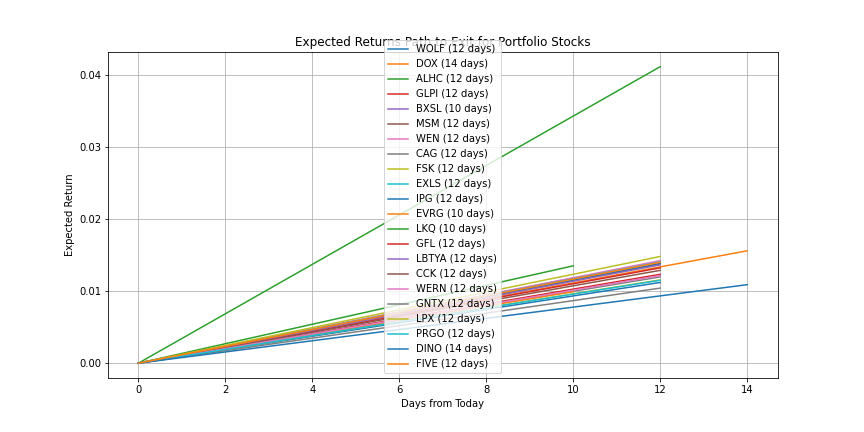 Expected Returns Path to Exit for Portfolio Stocks
WOLF (12 days)
DOX (14 days)
ALHC (12 days)
GLPI (12 days)
BXSL (10 days)
MSM (12 days)
WEN (12 days)
CAG (12 days)
FSK (12 days)
EXLS (12 days)
IPG (12 days)
EVRG (10 days)
LKQ (10 days)
GFL (12 days)
LBTYA (12 days)
CCK (12 days)
WERN (12 days)
GNTX (12 days)
LPX (12 days)
PRGO (12 days)
DINO (14 days)
FIVE (12 days)
Expected Return
0.04
0.03
0.02
0.01
0.00
0 2 4 6 8 10 12 14
Days from Today